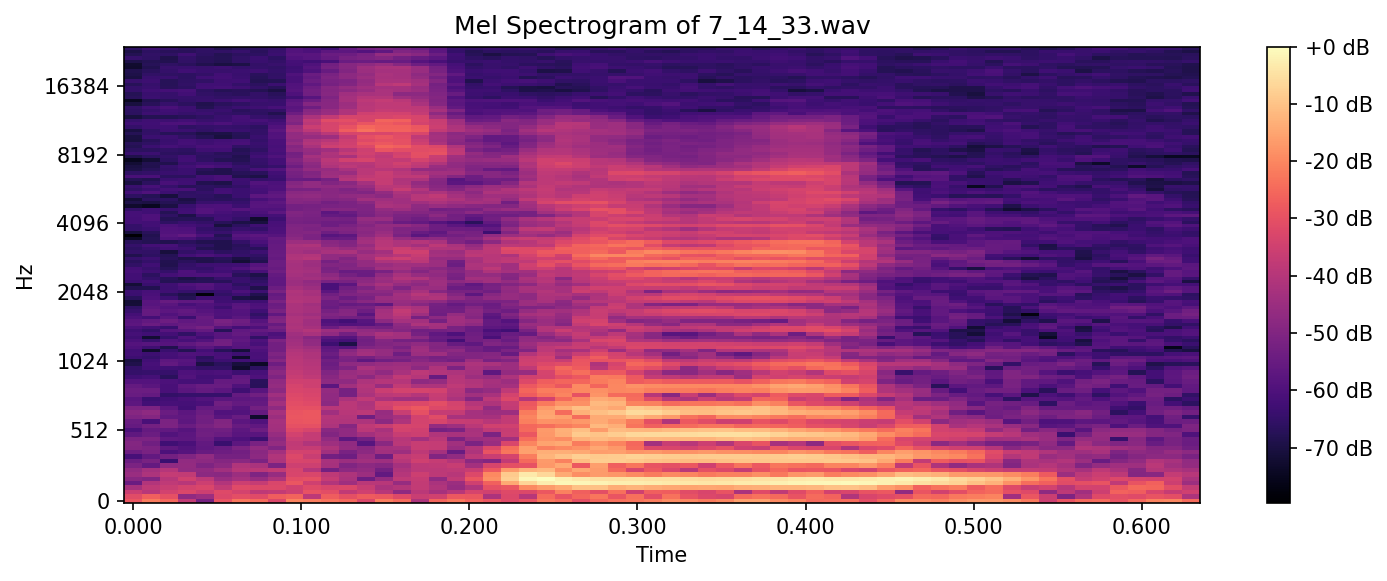 Mel Spectrogram of 7_14_33.wav
Hz
16384
8192
4096
2048
1024
512
0
0.000 0.100 0.200 0.300 0.400 0.500 0.600
Time
+0 dB
-10 dB
-20 dB
-30 dB
-40 dB
-50 dB
-60 dB
-70 dB